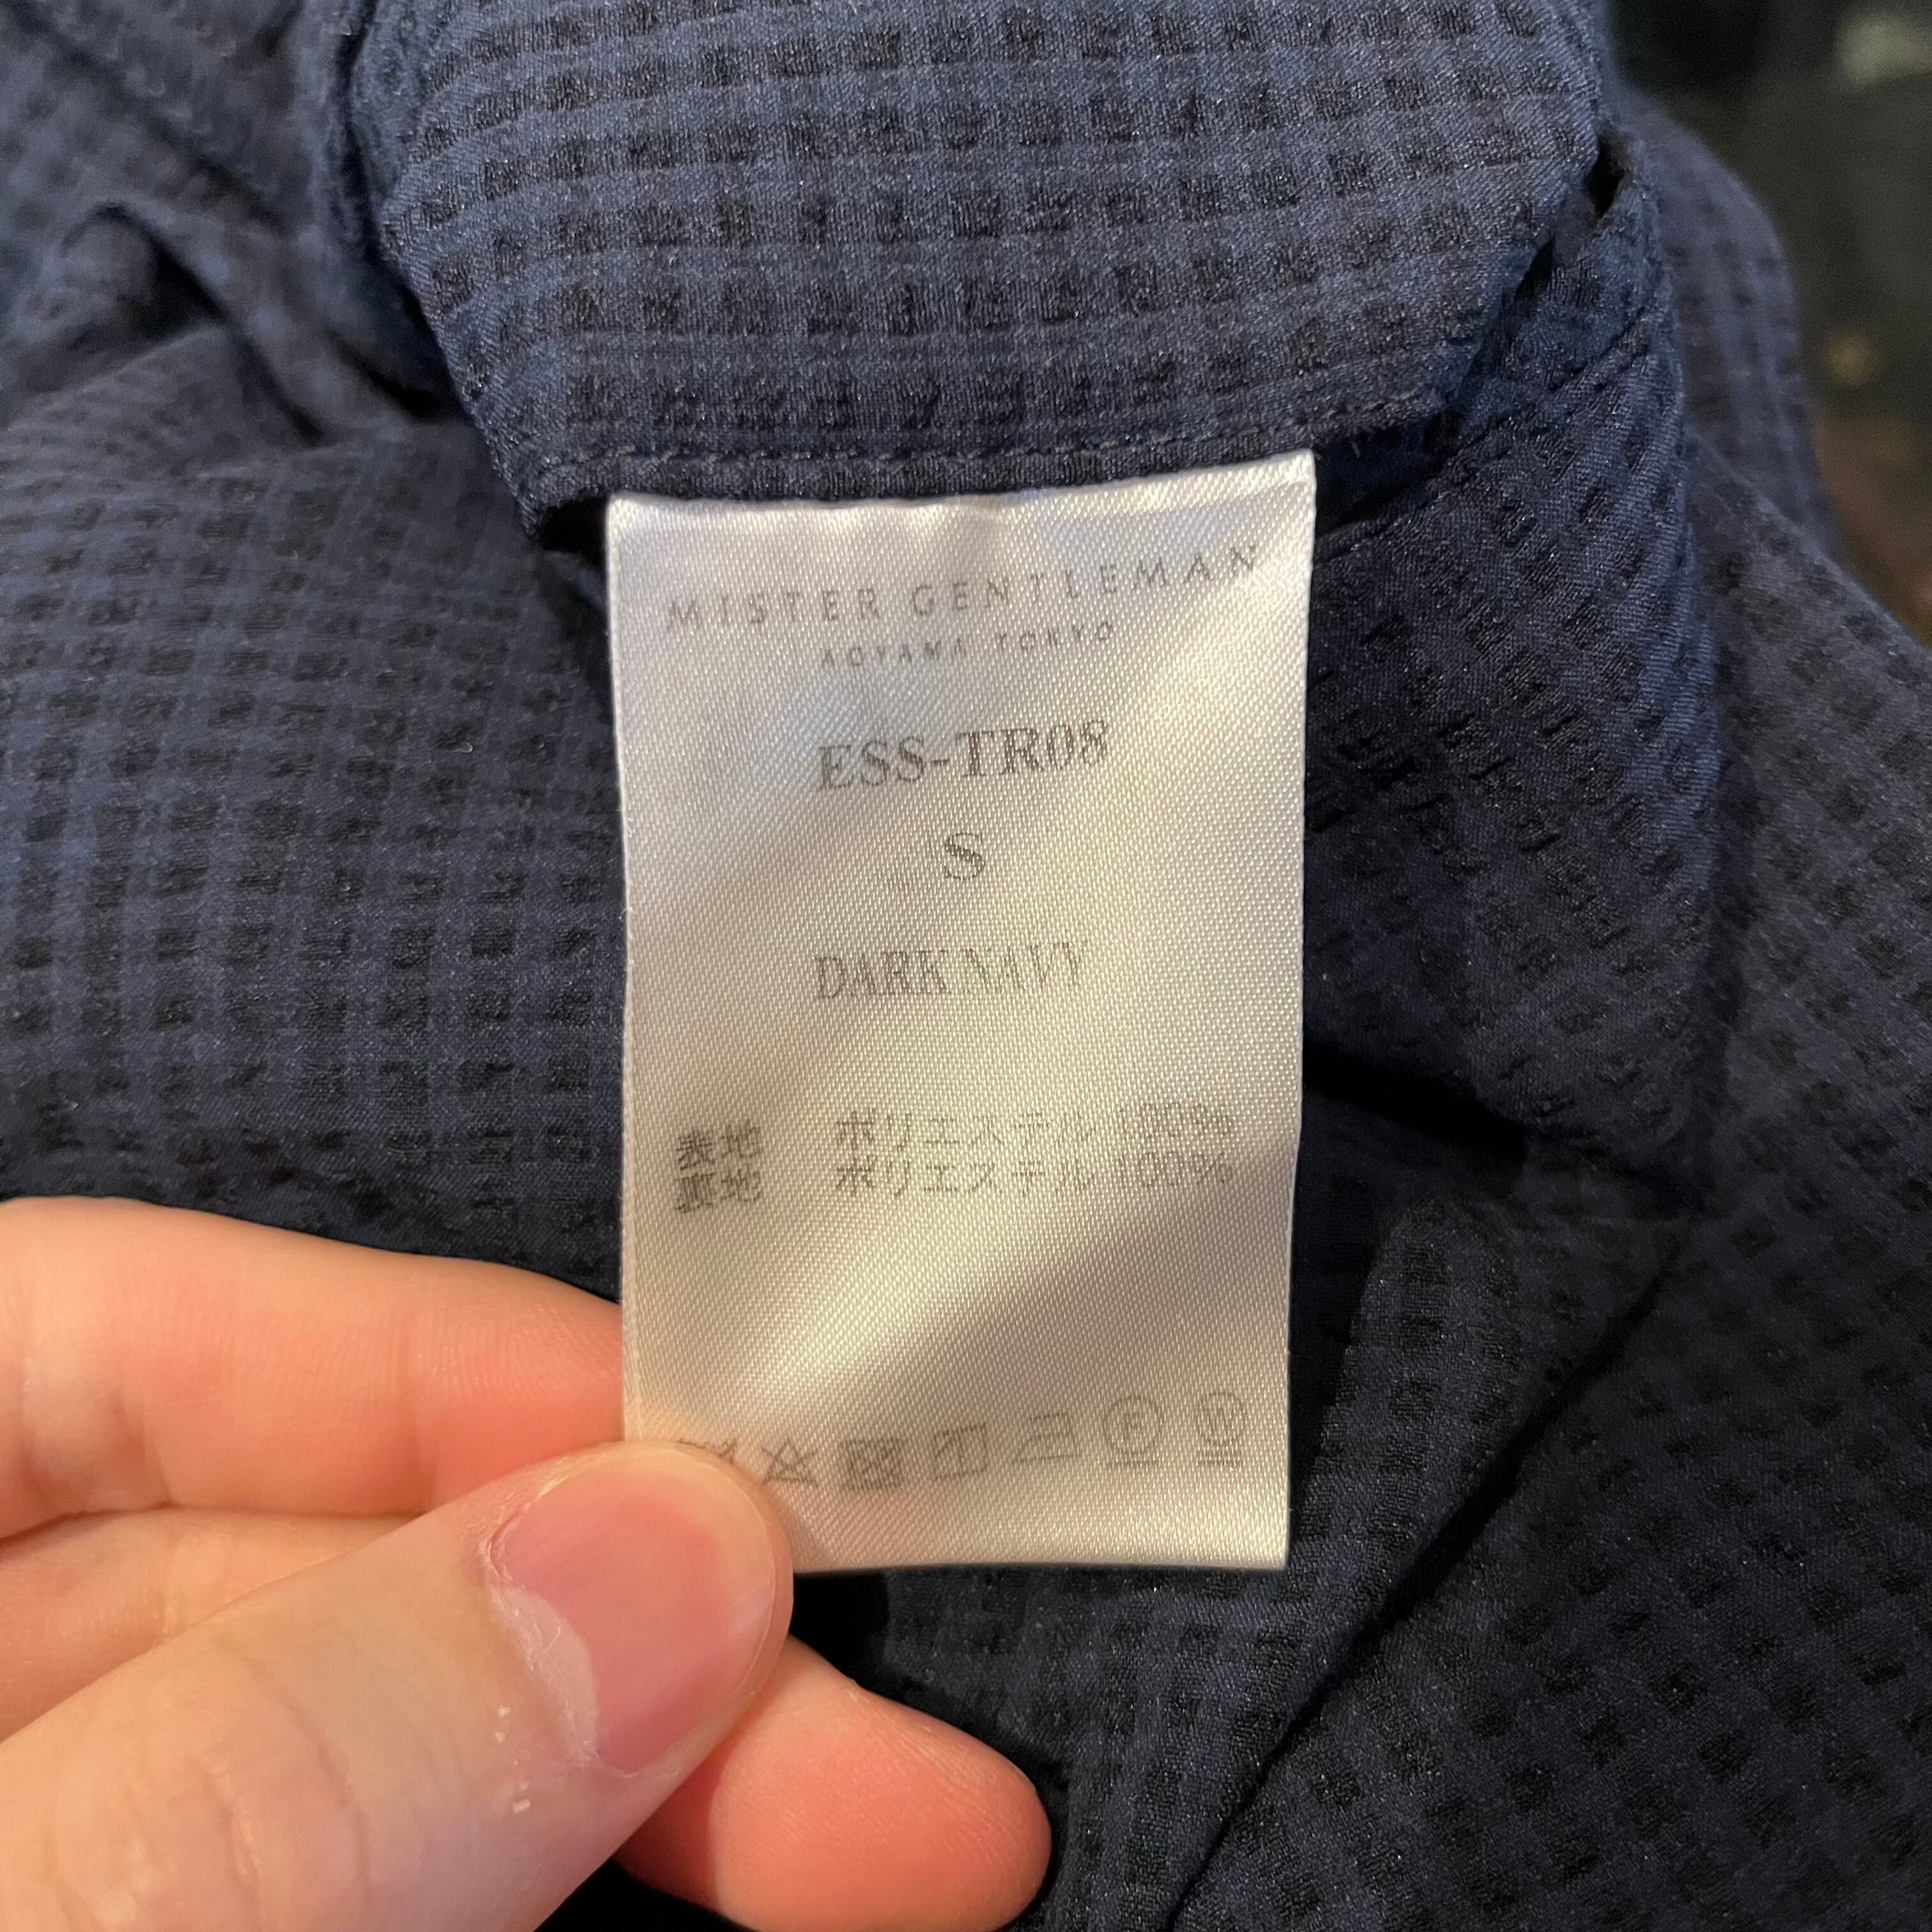 MISTER GENTLEMAN
AOYAMA TOKYO
ESS-TR08
S
DARK NAVY
表地 ポリエステル 100%
裏地 ポリエステル 100%